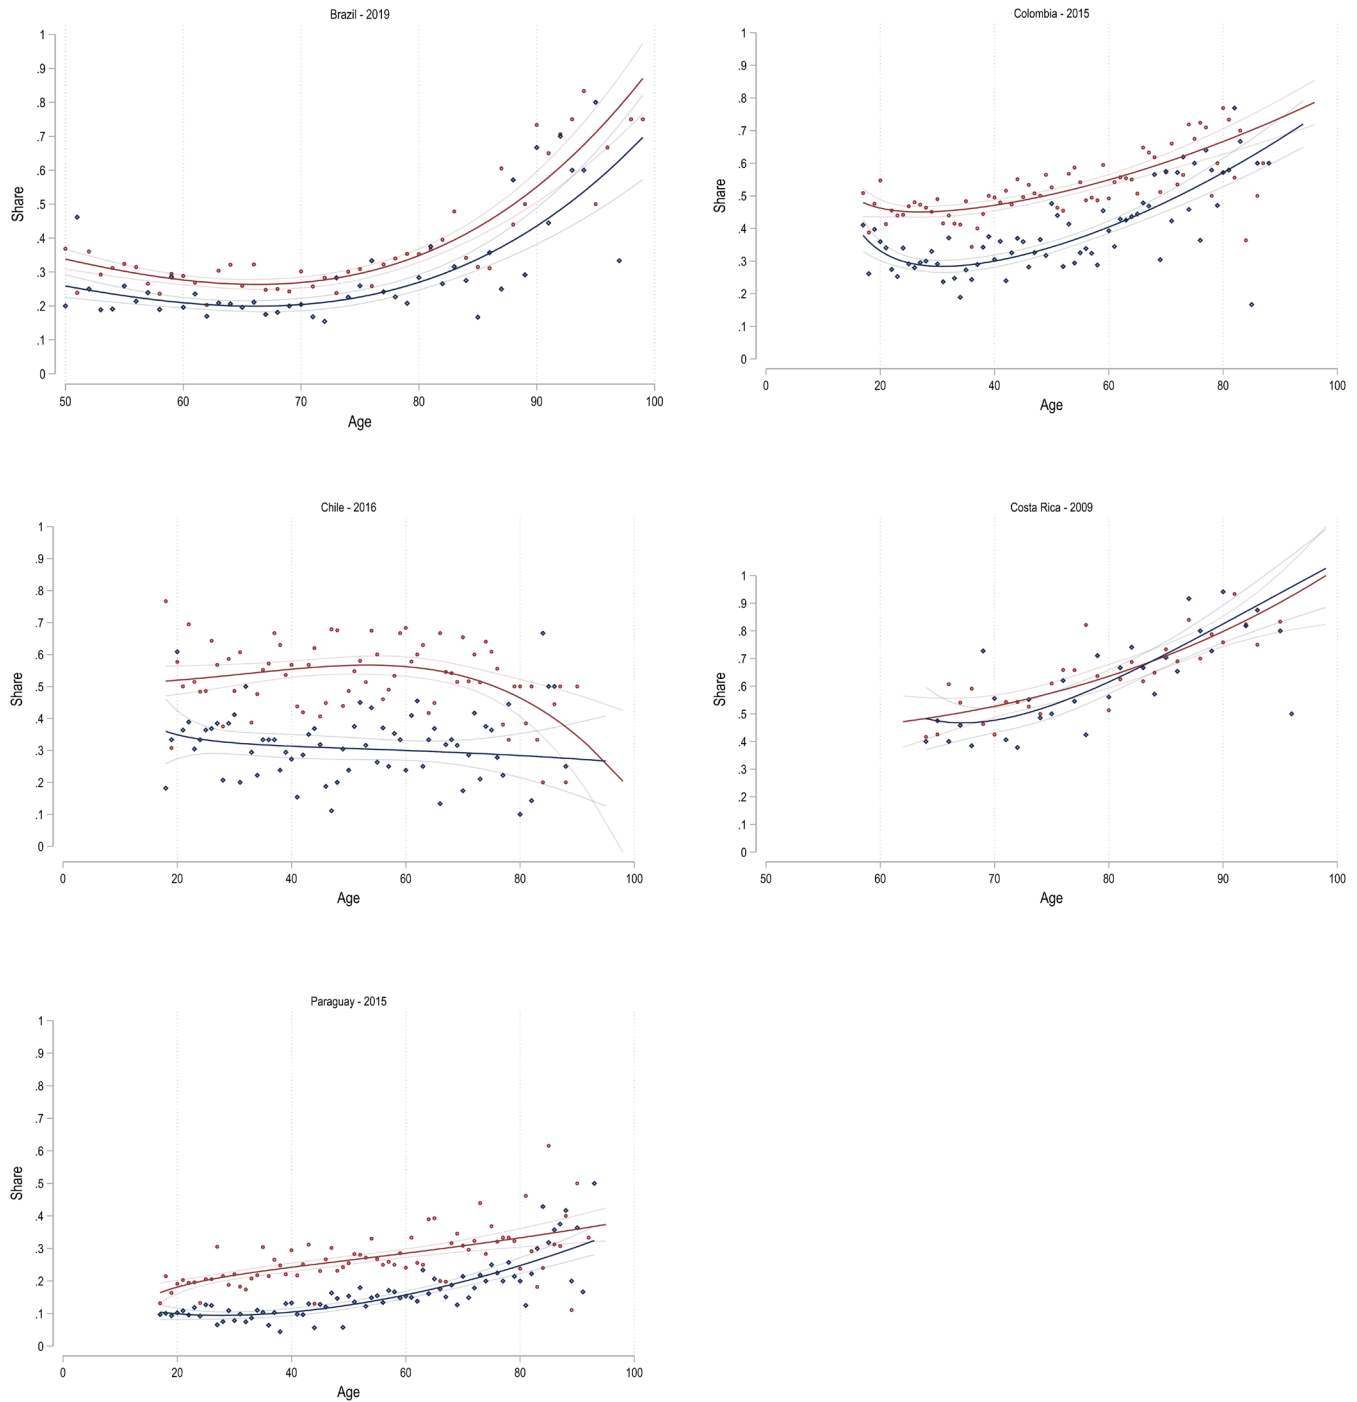 Brazil - 2019
1
.9
.8
.7
.6
.5
.4
.3
.2
.1
0
Share
50 60 70 80 90 100
Age
Colombia - 2015
1
.9
.8
.7
.6
.5
.4
.3
.2
.1
0
Share
0 20 40 60 80 100
Age
Chile - 2016
1
.9
.8
.7
.6
.5
.4
.3
.2
.1
0
Share
0 20 40 60 80 100
Age
Costa Rica - 2009
1
.9
.8
.7
.6
.5
.4
.3
.2
.1
0
Share
50 60 70 80 90 100
Age
Paraguay - 2015
1
.9
.8
.7
.6
.5
.4
.3
.2
.1
0
Share
0 20 40 60 80 100
Age